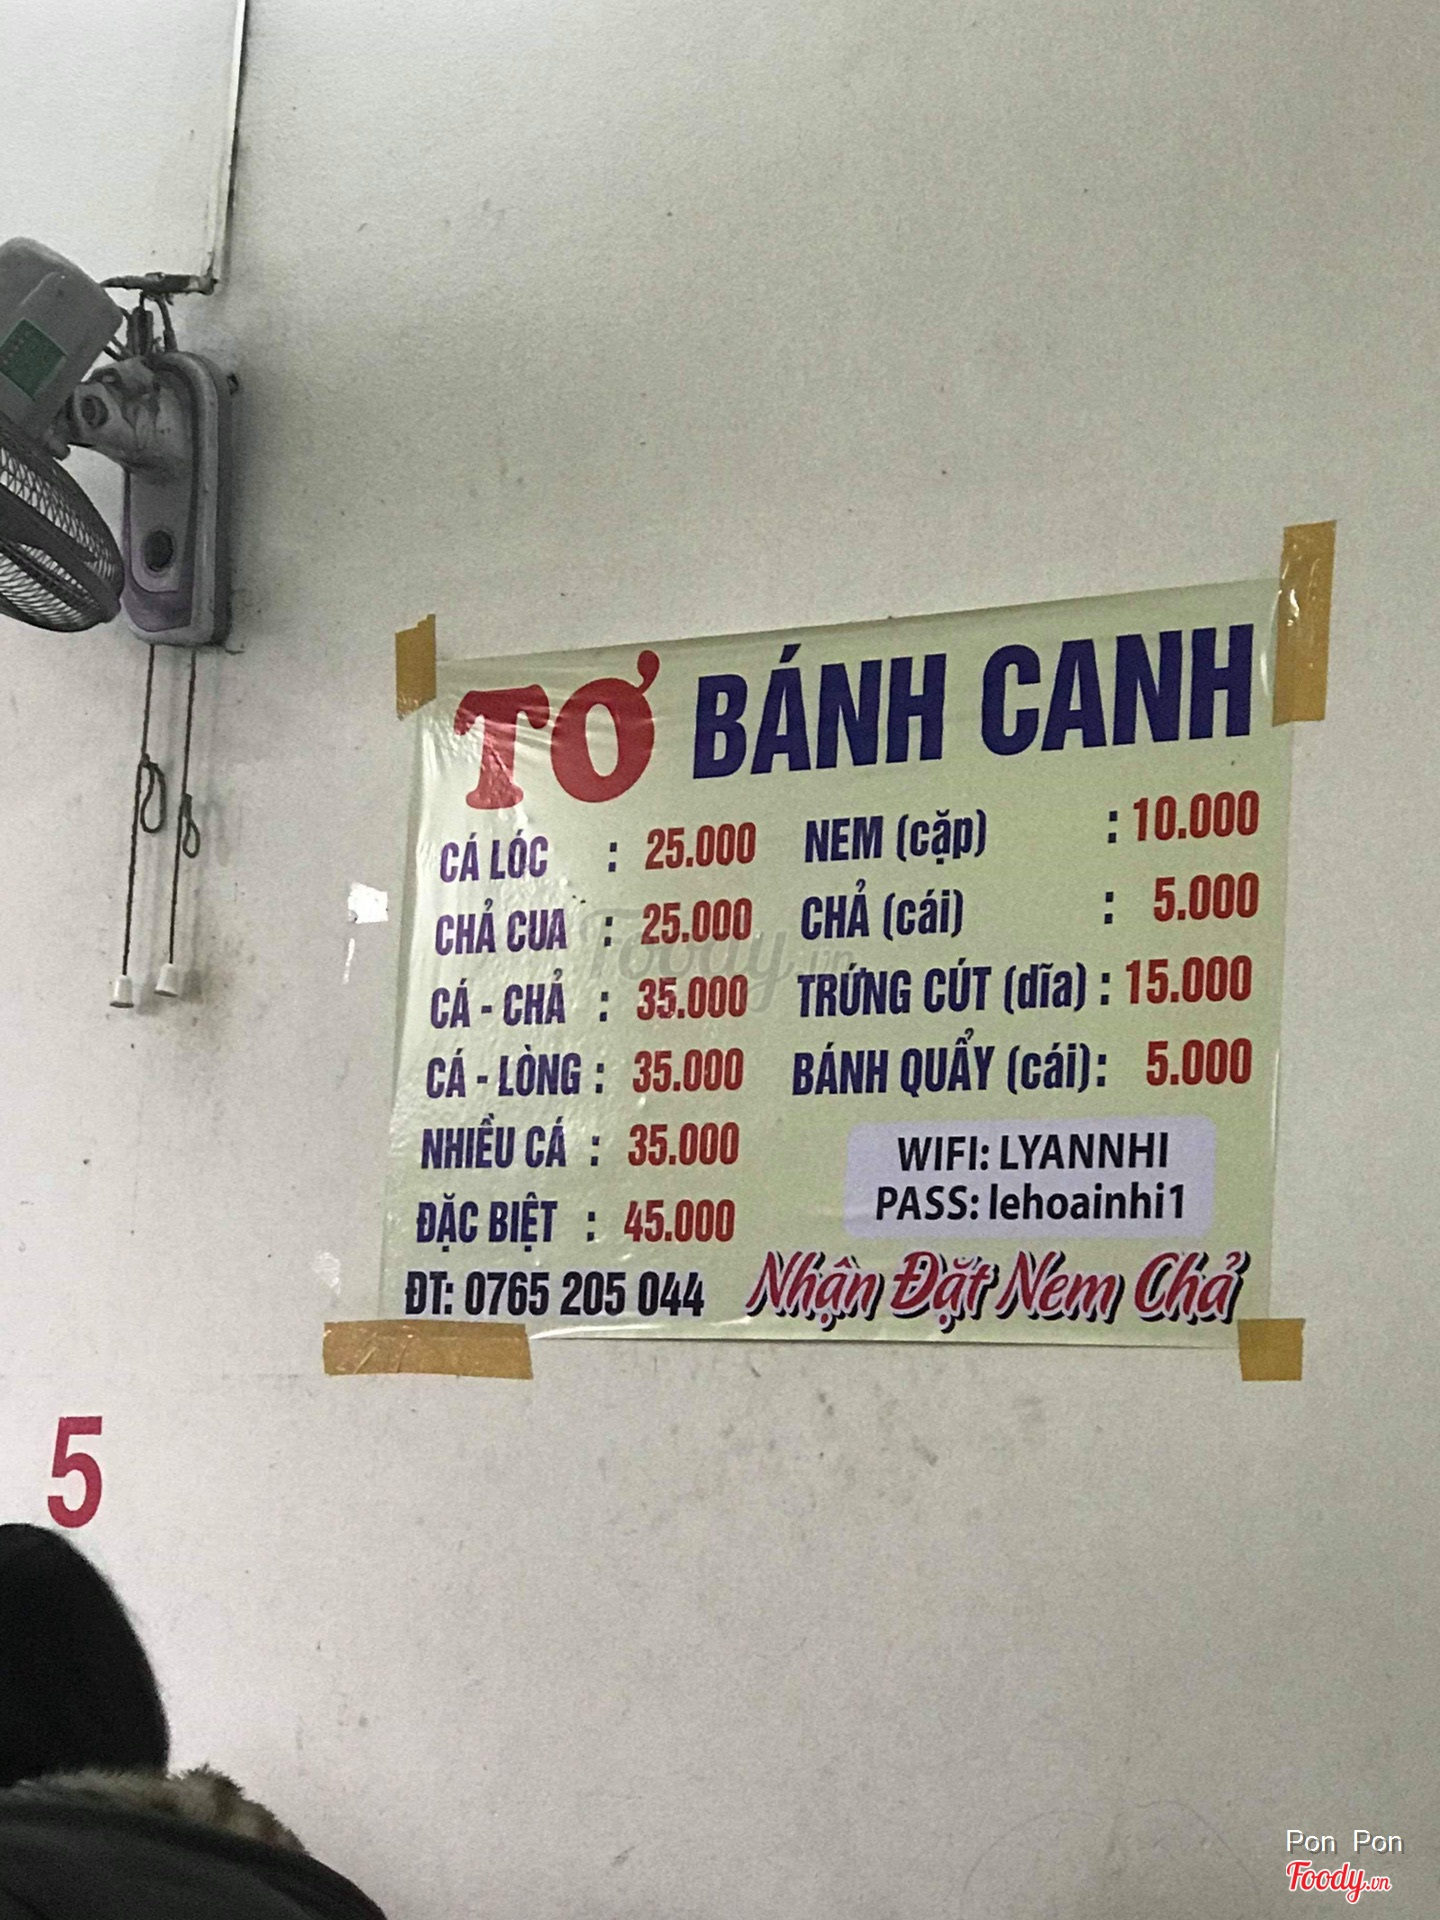 TƠ BÁNH CANH
CÁ LÓC : 25.000
CHẢ CUA : 25.000
CÁ - CHẢ : 35.000
CÁ - LÒNG : 35.000
NHIỀU CÁ : 35.000
ĐẶC BIỆT : 45.000
ĐT: 0765 205 044
NEM (cặp) : 10.000
CHẢ (cái) : 5.000
TRỨNG CÚT (dĩa) : 15.000
BÁNH QUẨY (cái) : 5.000
WIFI: LYANNHI
PASS: lehoainhi1
Nhận Đặt Nem Chả
Foody.vn
5
Pon Pon
Foody.vn